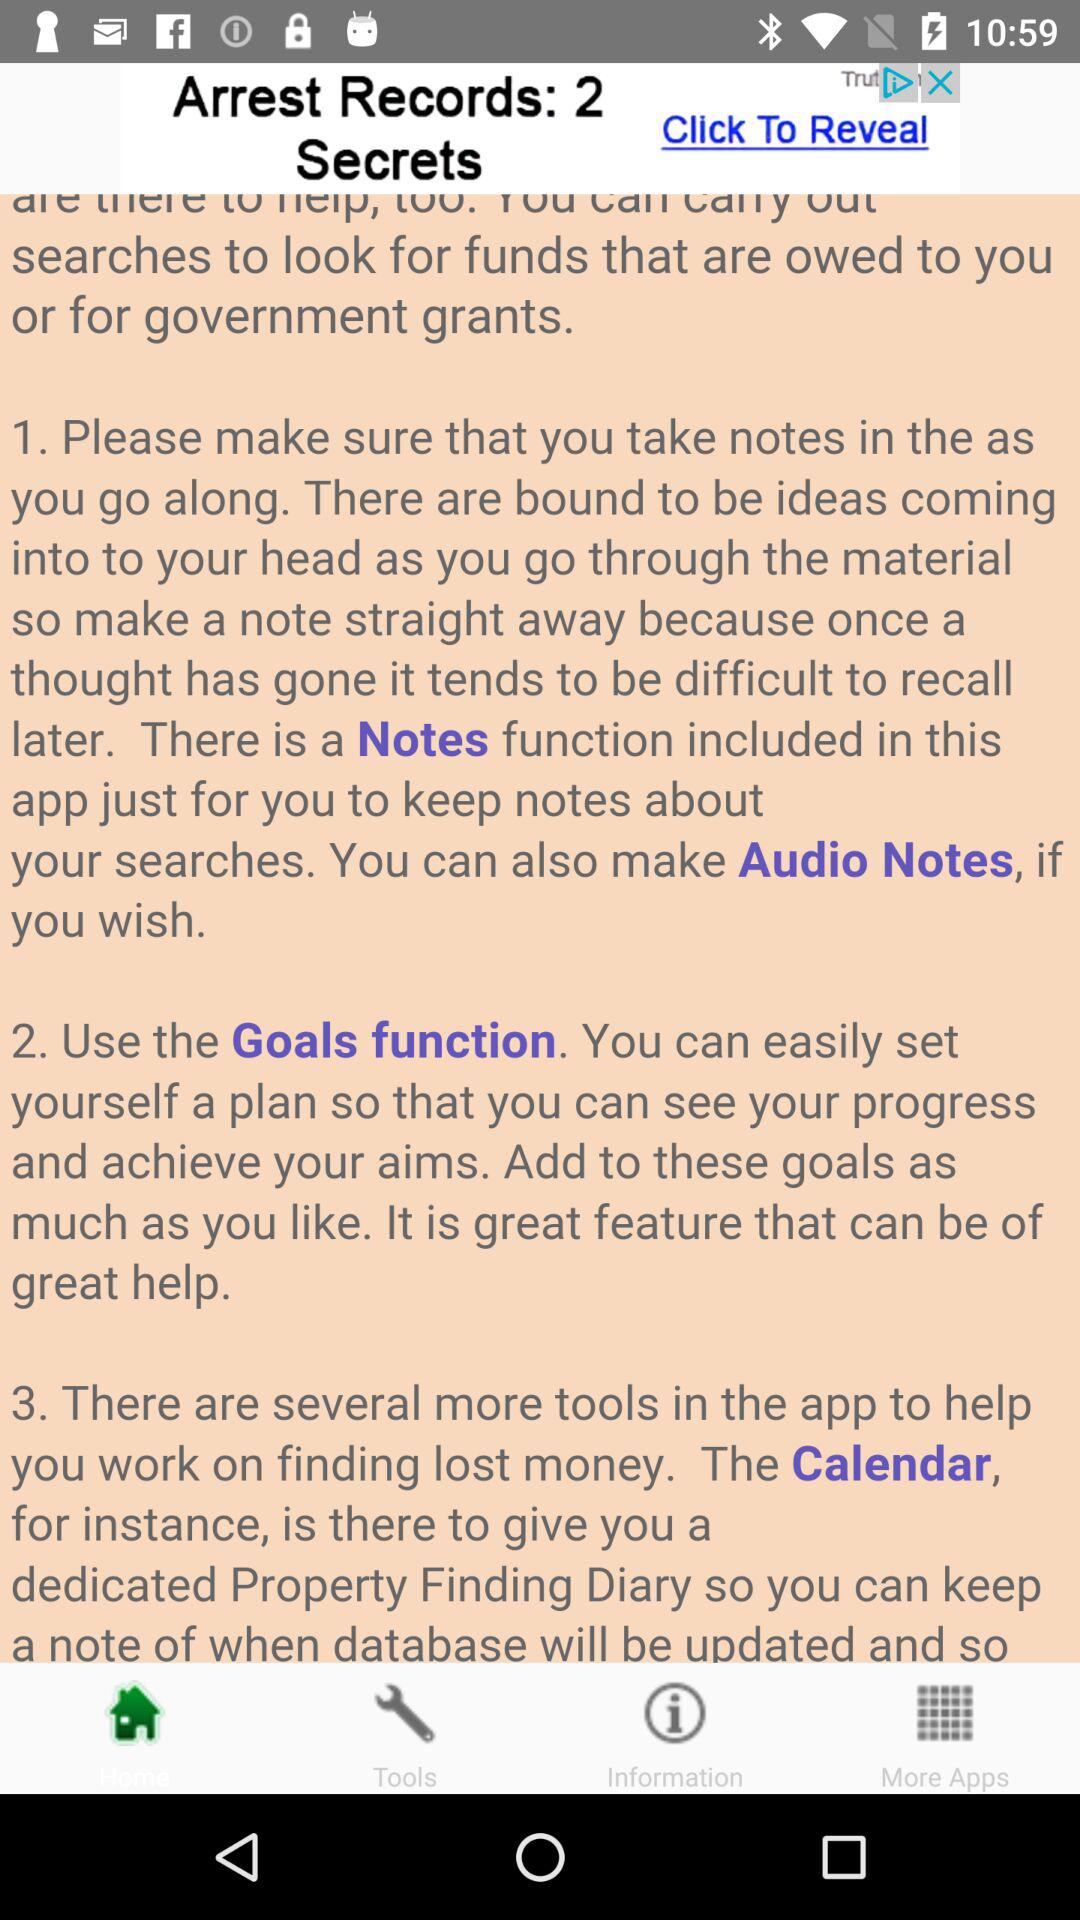 10:59
Arrest Records: 2
Secrets
Click To Reveal
are there to help, too. You can carry out
searches to look for funds that are owed to you
or for government grants.
1. Please make sure that you take notes in the as
you go along. There are bound to be ideas coming
into to your head as you go through the material
so make a note straight away because once a
thought has gone it tends to be difficult to recall
later.  There is a Notes function included in this
app just for you to keep notes about
your searches. You can also make Audio Notes, if
you wish.
2. Use the Goals function. You can easily set
yourself a plan so that you can see your progress
and achieve your aims. Add to these goals as
much as you like. It is great feature that can be of
great help.
3. There are several more tools in the app to help
you work on finding lost money.  The Calendar,
for instance, is there to give you a
dedicated Property Finding Diary so you can keep
a note of when database will be updated and so
Home
Tools
Information
More Apps